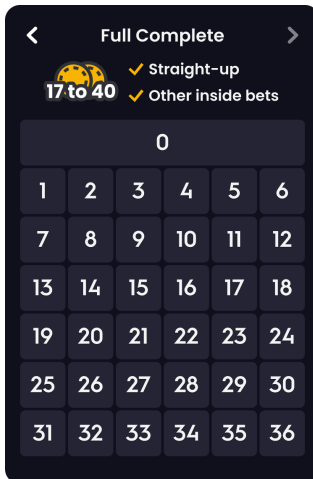 Full Complete
17 to 40
Straight-up
Other inside bets
0
1 2 3 4 5 6
7 8 9 10 11 12
13 14 15 16 17 18
19 20 21 22 23 24
25 26 27 28 29 30
31 32 33 34 35 36